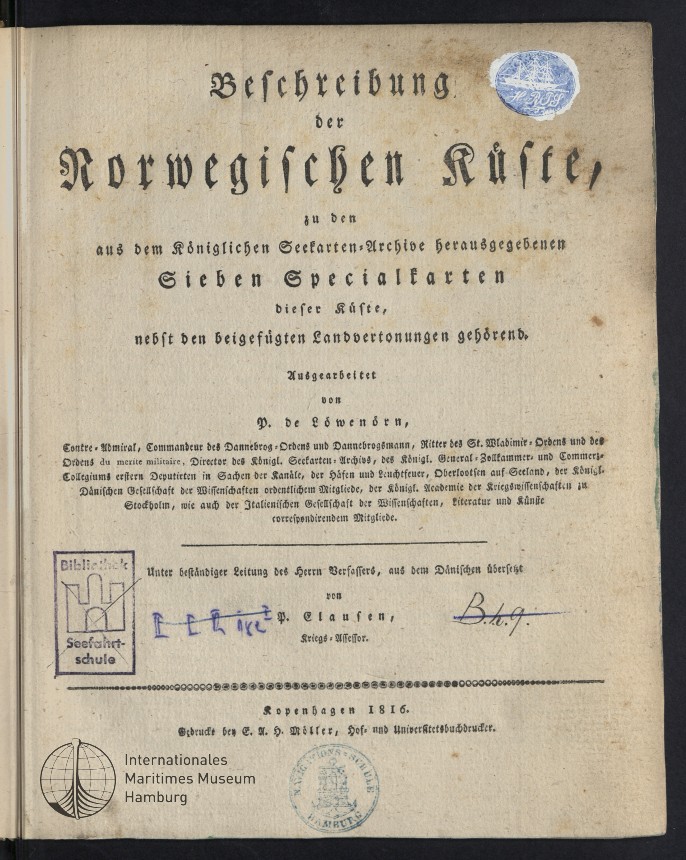 Beschreibung
der
Norwegischen Küste,
zu den
aus dem Königlichen Seekarten-Archive herausgegebenen
Sieben Specialkarten
dieser Küste,
nebst den beigefügten Landvertonungen gehörend.
Ausgearbeitet
von
P. de Löwenörn,
Contre-Admiral, Commandeur des Dannebrog-Ordens und Dannebrogsmann, Ritter des St. Wladimir-Ordens und des
Ordens du merite militaire, Director des Königl. Seekarten-Archivs, des Königl. General-Zollkammer- und Commerz-
Collegiums erstern Deputirten in Sachen der Kanäle, der Häfen und Leuchtfeuer, Oberlootsen auf Seeland, der Königl.
Dänischen Gesellschaft der Wissenschaften ordentlichem Mitgliede, der Königl. Academie der Kriegswissenschaften zu
Stockholm, wie auch der Italienischen Gesellschaft der Wissenschaften, Literatur und Künste
correspondirendem Mitgliede.
Unter beständiger Leitung des Herrn Verfassers, aus dem Dänischen übersetzt
von
P. Clausen,
Kriegs-Assessor.
Bibliothek
Seefahrt-
schule
B.h.9.
Kopenhagen 1816.
Gedruckt bey E. A. H. Möller, Hof- und Universitetsbuchdrucker.
Internationales
Maritimes Museum
Hamburg
NAVIGATIONS-SCHULE
HAMBURG